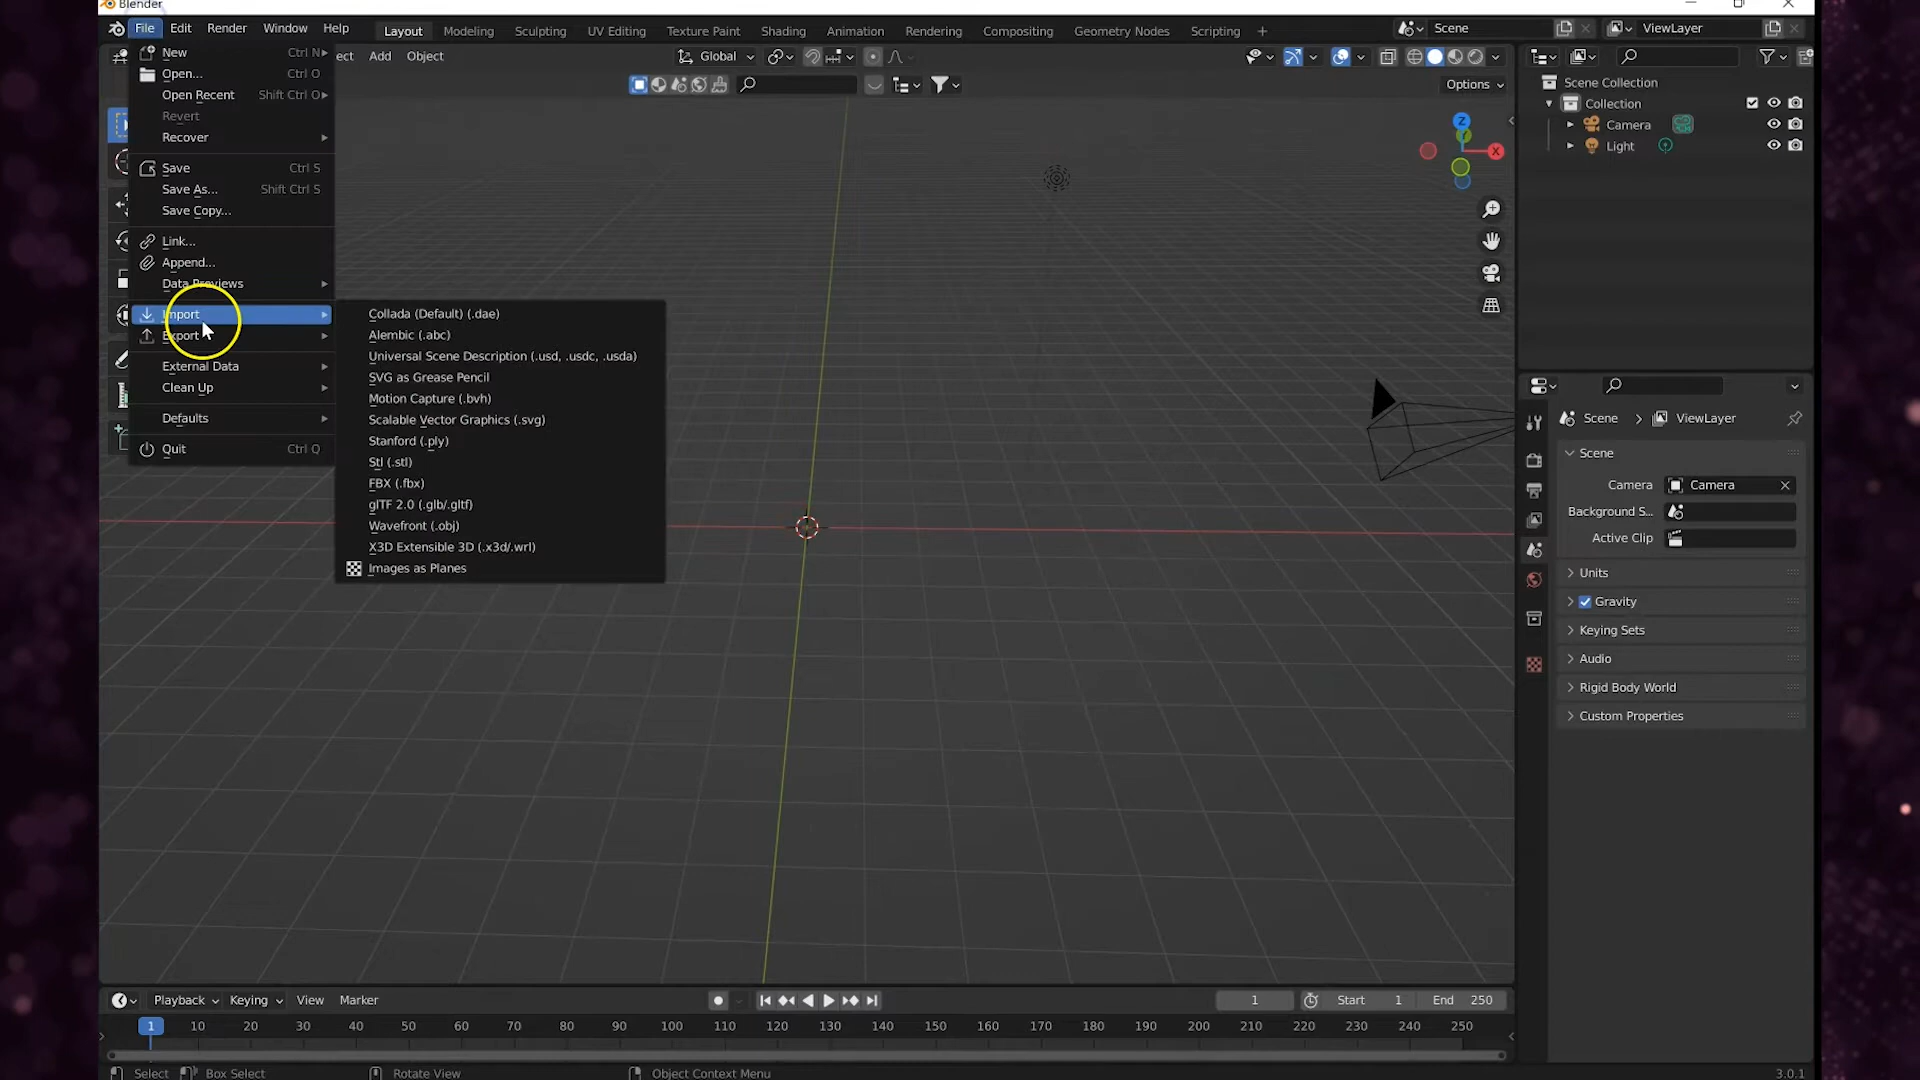 Blender
File Edit Render Window Help Layout Modeling Sculpting UV Editing Texture Paint Shading Animation Rendering Compositing Geometry Nodes Scripting + Scene ViewLayer
ect Add Object Global
Options
New Ctrl N
Open... Ctrl O
Open Recent Shift Ctrl O
Revert
Recover
Save Ctrl S
Save As... Shift Ctrl S
Save Copy...
Link...
Append...
Data Previews
Import
Export
External Data
Clean Up
Defaults
Quit Ctrl Q
Collada (Default) (.dae)
Alembic (.abc)
Universal Scene Description (.usd, .usdc, .usda)
SVG as Grease Pencil
Motion Capture (.bvh)
Scalable Vector Graphics (.svg)
Stanford (.ply)
Stl (.stl)
FBX (.fbx)
glTF 2.0 (.glb/.gltf)
Wavefront (.obj)
X3D Extensible 3D (.x3d/.wrl)
Images as Planes
Z
Y
X
Scene Collection
Collection
Camera
Light
Scene > ViewLayer
Scene
Camera Camera
Background S...
Active Clip
Units
Gravity
Keying Sets
Audio
Rigid Body World
Custom Properties
Playback Keying View Marker 1 Start 1 End 250
1 10 20 30 40 50 60 70 80 90 100 110 120 130 140 150 160 170 180 190 200 210 220 230 240 250
Select Box Select Rotate View Object Context Menu 3.0.1